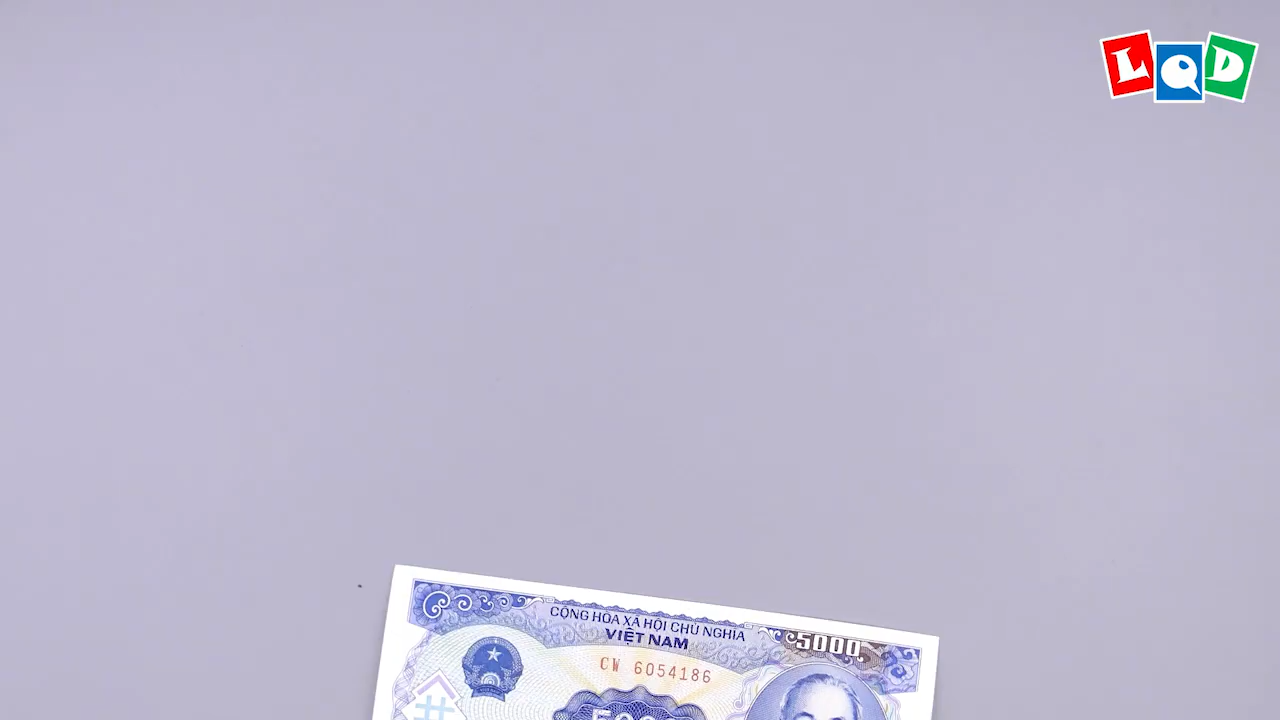 LQD
CỘNG HÒA XÃ HỘI CHỦ NGHĨA
VIỆT NAM
5000
CW 6054186